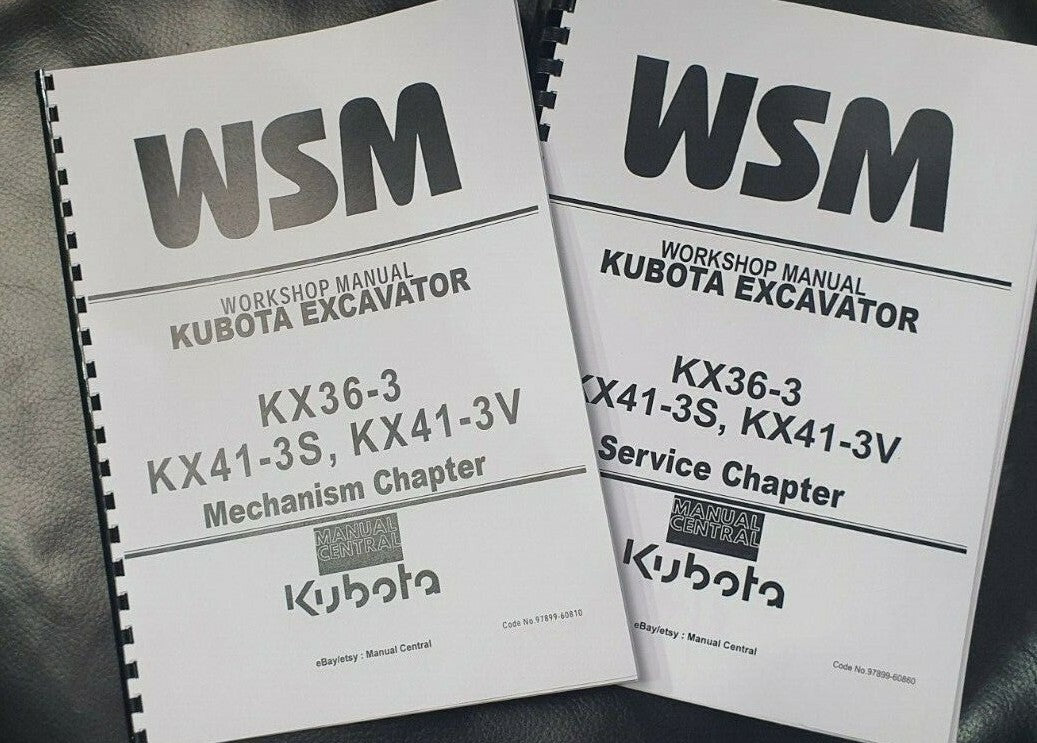 WSM
WORKSHOP MANUAL
KUBOTA EXCAVATOR
KX36-3
KX41-3S, KX41-3V
Mechanism Chapter
MANUAL
CENTRAL
Kubota
Code No.97899-60810
eBay/etsy : Manual Central
WSM
WORKSHOP MANUAL
KUBOTA EXCAVATOR
KX36-3
KX41-3S, KX41-3V
Service Chapter
MANUAL
CENTRAL
Kubota
eBay/etsy : Manual Central
Code No.97899-60860